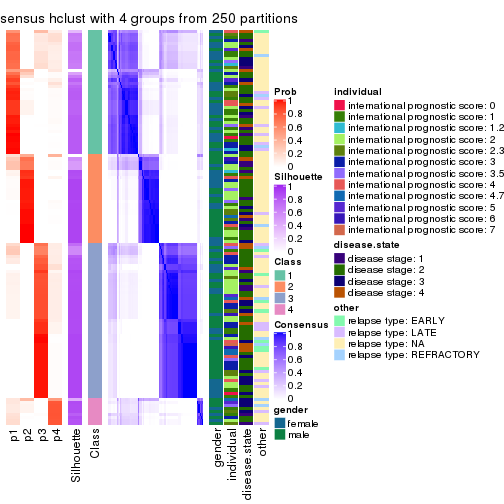 sensus hclust with 4 groups from 250 partitions
Prob
1
0.8
0.6
0.4
0.2
0
Silhouette
1
0.8
0.6
0.4
0.2
0
Class
1
2
3
4
Consensus
1
0.8
0.6
0.4
0.2
0
gender
female
male
individual
international prognostic score: 0
international prognostic score: 1
international prognostic score: 1.2
international prognostic score: 2
international prognostic score: 2.3
international prognostic score: 3
international prognostic score: 3.5
international prognostic score: 4
international prognostic score: 4.7
international prognostic score: 5
international prognostic score: 6
international prognostic score: 7
disease.state
disease stage: 1
disease stage: 2
disease stage: 3
disease stage: 4
other
relapse type: EARLY
relapse type: LATE
relapse type: NA
relapse type: REFRACTORY
p1
p2
p3
p4
Silhouette
Class
gender
individual
disease.state
other